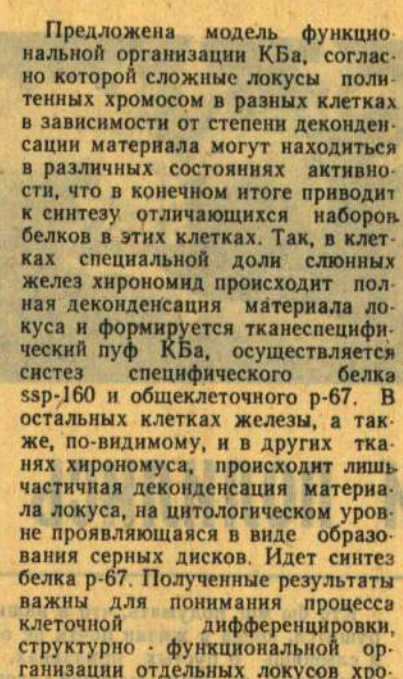 Предложена модель функцио-
нальной организации КБа, соглас-
но которой сложные локусы поли-
тенных хромосом в разных клетках
в зависимости от степени деконден-
сации материала могут находиться
в различных состояниях активно-
сти, что в конечном итоге приводит
к синтезу отличающихся наборов
белков в этих клетках. Так, в клет-
ках специальной доли слюнных
желез хирономид происходит пол-
ная деконденсация материала ло-
куса и формируется тканеспецифи-
ческий пуф КБа, осуществляется
систез специфического белка
ssp-160 и общеклеточного р-67. В
остальных клетках железы, а так-
же, по-видимому, и в других тка-
нях хирономуса, происходит лишь
частичная деконденсация материа-
ла локуса, на цитологическом уров-
не проявляющаяся в виде образо-
вания серных дисков. Идет синтез
белка р-67. Полученные результаты
важны для понимания процесса
клеточной дифференцировки,
структурно - функциональной ор-
ганизации отдельных локусов хро-